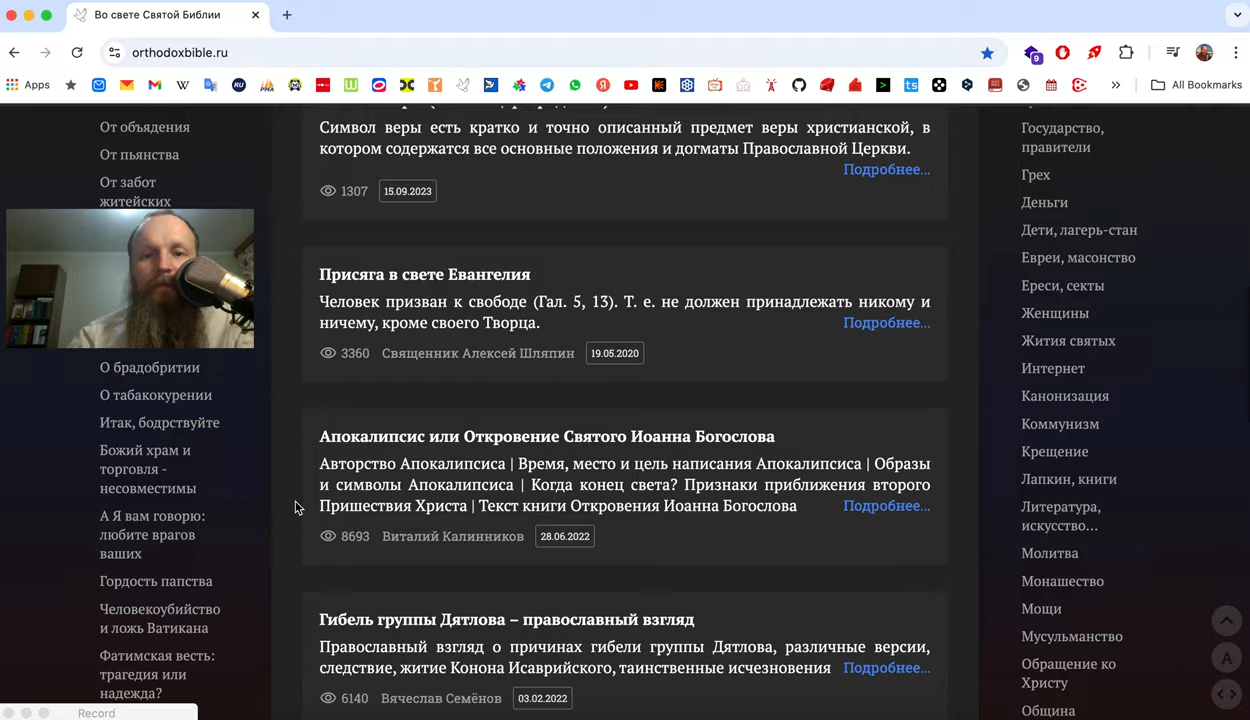 Во свете Святой Библии
orthodoxbible.ru
9
Apps
All Bookmarks
От объядения
От пьянства
От забот
житейских
О брадобритии
О табакокурении
Итак, бодрствуйте
Божий храм и
торговля -
несовместимы
А Я вам говорю:
любите врагов
ваших
Гордость папства
Человекоубийство
и ложь Ватикана
Фатимская весть:
трагедия или
надежда?
Record
Символ веры есть кратко и точно описанный предмет веры христианской, в
котором содержатся все основные положения и догматы Православной Церкви.
Подробнее...
1307 15.09.2023
Присяга в свете Евангелия
Человек призван к свободе (Гал. 5, 13). Т. е. не должен принадлежать никому и
ничему, кроме своего Творца. Подробнее...
3360 Священник Алексей Шляпин 19.05.2020
Апокалипсис или Откровение Святого Иоанна Богослова
Авторство Апокалипсиса | Время, место и цель написания Апокалипсиса | Образы
и символы Апокалипсиса | Когда конец света? Признаки приближения второго
Пришествия Христа | Текст книги Откровения Иоанна Богослова Подробнее...
8693 Виталий Калинников 28.06.2022
Гибель группы Дятлова – православный взгляд
Православный взгляд о причинах гибели группы Дятлова, различные версии,
следствие, житие Конона Исаврийского, таинственные исчезновения Подробнее...
6140 Вячеслав Семёнов 03.02.2022
Государство,
правители
Грех
Деньги
Дети, лагерь-стан
Евреи, масонство
Ереси, секты
Женщины
Жития святых
Интернет
Канонизация
Коммунизм
Крещение
Лапкин, книги
Литература,
искусство...
Молитва
Монашество
Мощи
Мусульманство
Обращение ко
Христу
Община
A